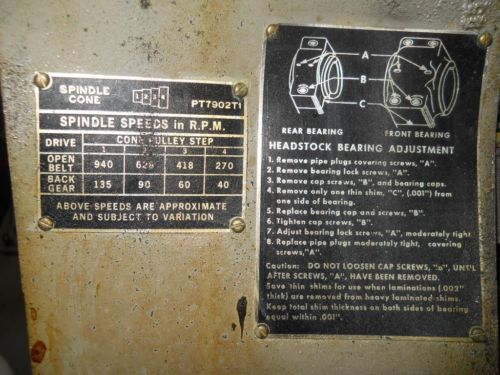 SPINDLE CONE
1 2 3 4
PT7902T1
SPINDLE SPEEDS in R.P.M.
DRIVE CONE PULLEY STEP
1 2 3 4
OPEN BELT 940 628 418 270
BACK GEAR 135 90 60 40
ABOVE SPEEDS ARE APPROXIMATE
AND SUBJECT TO VARIATION
A
B
C
REAR BEARING FRONT BEARING
HEADSTOCK BEARING ADJUSTMENT
1. Remove pipe plugs covering screws, "A".
2. Remove bearing lock screws, "A".
3. Remove cap screws, "B", and bearing caps.
4. Remove only one thin shim, "C", (.001") from
one side of bearing.
5. Replace bearing cap and screws, "B".
6. Tighten cap screws, "B".
7. Adjust bearing lock screws, "A", moderately tight.
8. Replace pipe plugs moderately tight, covering
screws,"A".
Caution: DO NOT LOOSEN CAP SCREWS, "B", UNTIL
AFTER SCREWS, "A", HAVE BEEN REMOVED.
Save thin shims for use when laminations (.002"
thick) are removed from heavy laminated shims.
Keep total shim thickness on both sides of bearing
equal within .001".